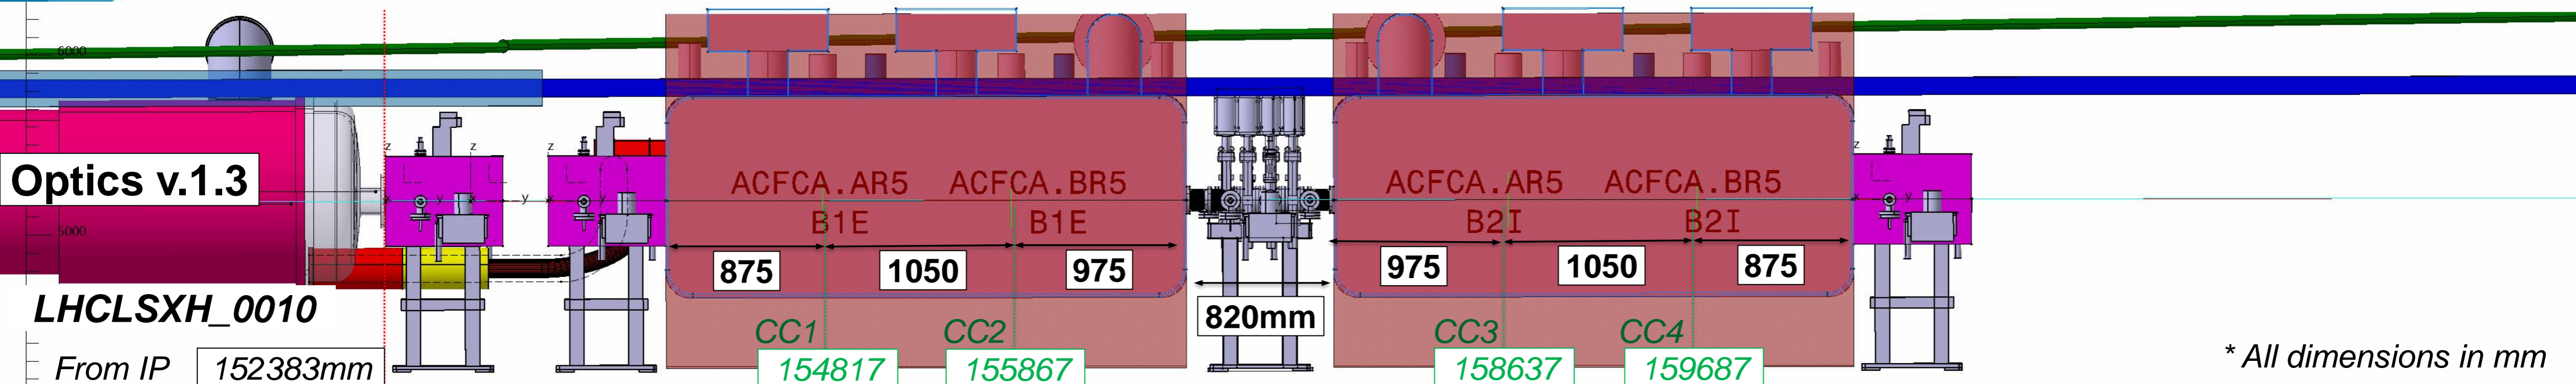 6000
Optics v.1.3
z z z z
x y x y x y x
ACFCA.AR5 ACFCA.BR5 ACFCA.AR5 ACFCA.BR5
B1E B1E B2I B2I
5000
875 1050 975 975 1050 875
LHCLSXH_0010
820mm
CC1 CC2 CC3 CC4
From IP 152383mm 154817 155867 158637 159687 * All dimensions in mm